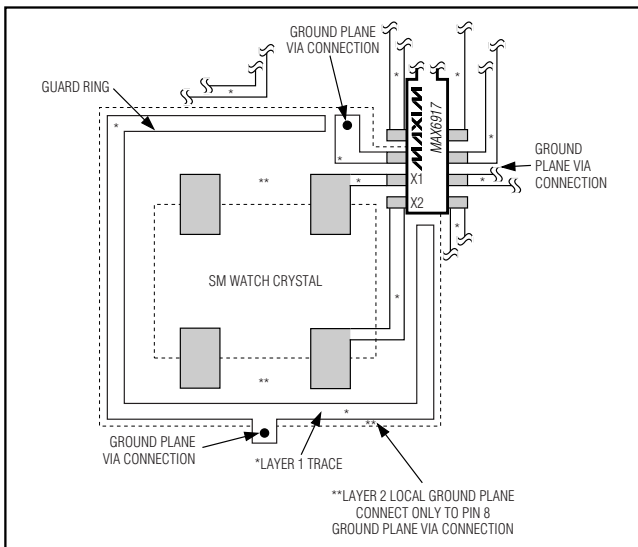 GROUND PLANE
VIA CONNECTION
GUARD RING
*
*
*
*
*
MAXIM
MAX6917
*
*
X1
*
*
X2
GROUND
PLANE VIA
CONNECTION
**
*
SM WATCH CRYSTAL
*
**
*
**
GROUND PLANE
VIA CONNECTION
*LAYER 1 TRACE
**LAYER 2 LOCAL GROUND PLANE
CONNECT ONLY TO PIN 8
GROUND PLANE VIA CONNECTION